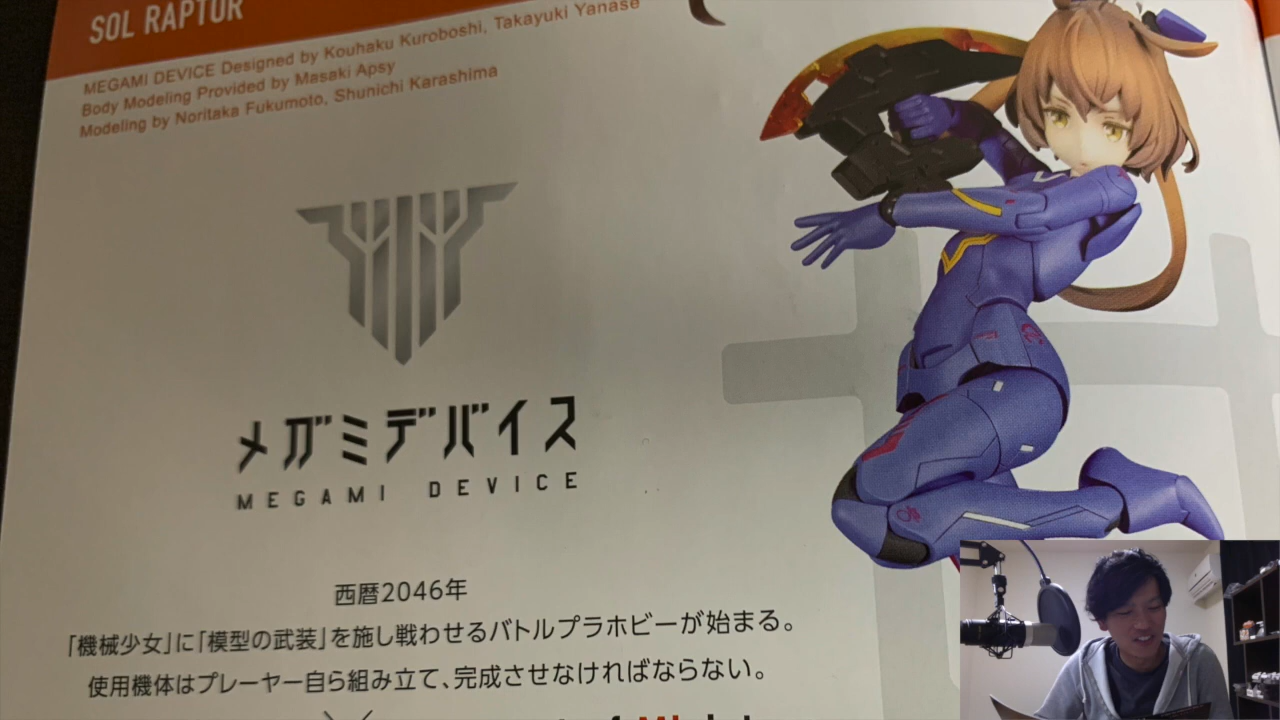 SOL RAPTOR
MEGAMI DEVICE Designed by Kouhaku Kuroboshi, Takayuki Yanase
Body Modeling Provided by Masaki Apsy
Modeling by Noritaka Fukumoto, Shunichi Karashima
メガミデバイス
MEGAMI DEVICE
西暦2046年
「機械少女」に「模型の武装」を施し戦わせるバトルプラホビーが始まる。
使用機体はプレーヤー自ら組み立て、完成させなければならない。